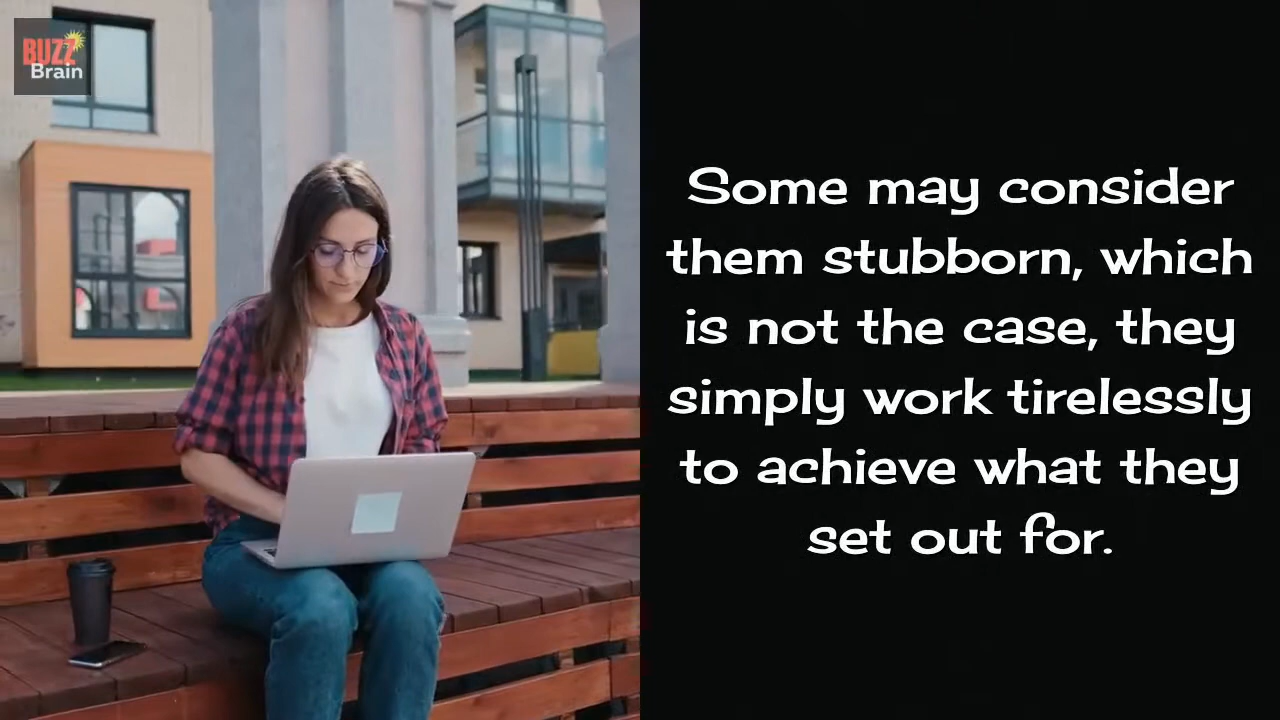 BUZZ
Brain
Some may consider
them stubborn, which
is not the case, they
simply work tirelessly
to achieve what they
set out for.